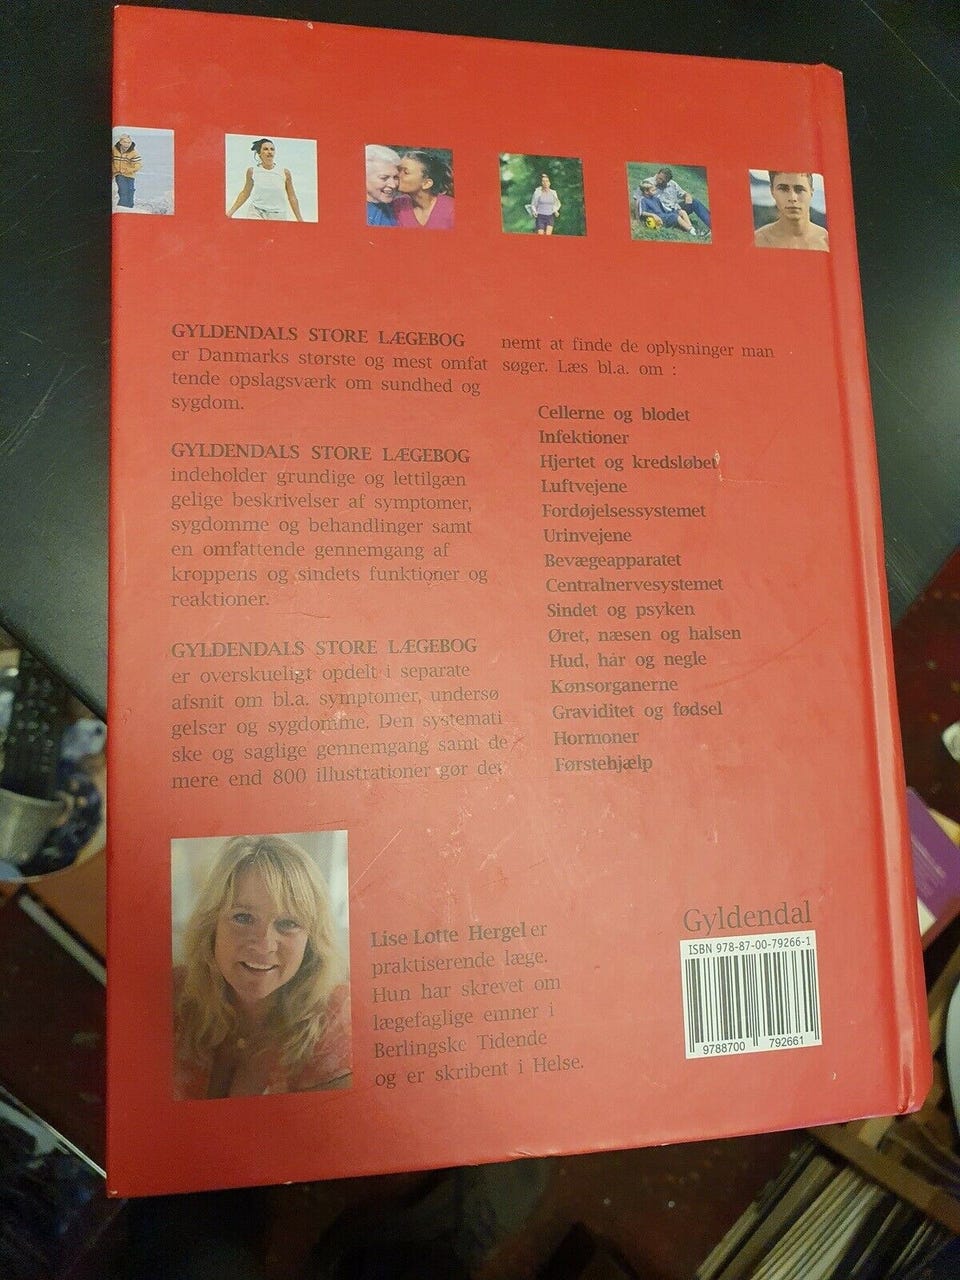 GYLDENDALS STORE LÆGEBOG
er Danmarks største og mest omfat
tende opslagsværk om sundhed og
sygdom.
GYLDENDALS STORE LÆGEBOG
indeholder grundige og lettilgæn
gelige beskrivelser af symptomer,
sygdomme og behandlinger samt
en omfattende gennemgang af
kroppens og sindets funktioner og
reaktioner.
GYLDENDALS STORE LÆGEBOG
er overskueligt opdelt i separate
afsnit om bl.a. symptomer, undersø
gelser og sygdomme. Den systemati
ske og saglige gennemgang samt de
mere end 800 illustrationer gør det
nemt at finde de oplysninger man
søger. Læs bl.a. om :
Cellerne og blodet
Infektioner
Hjertet og kredsløbet
Luftvejene
Fordøjelsessystemet
Urinvejene
Bevægeapparatet
Centralnervesystemet
Sindet og psyken
Øret, næsen og halsen
Hud, hår og negle
Kønsorganerne
Graviditet og fødsel
Hormoner
Førstehjælp
Lise Lotte Hergel er
praktiserende læge.
Hun har skrevet om
lægefaglige emner i
Berlingske Tidende
og er skribent i Helse.
Gyldendal
ISBN 978-87-00-79266-1
9788700 792661